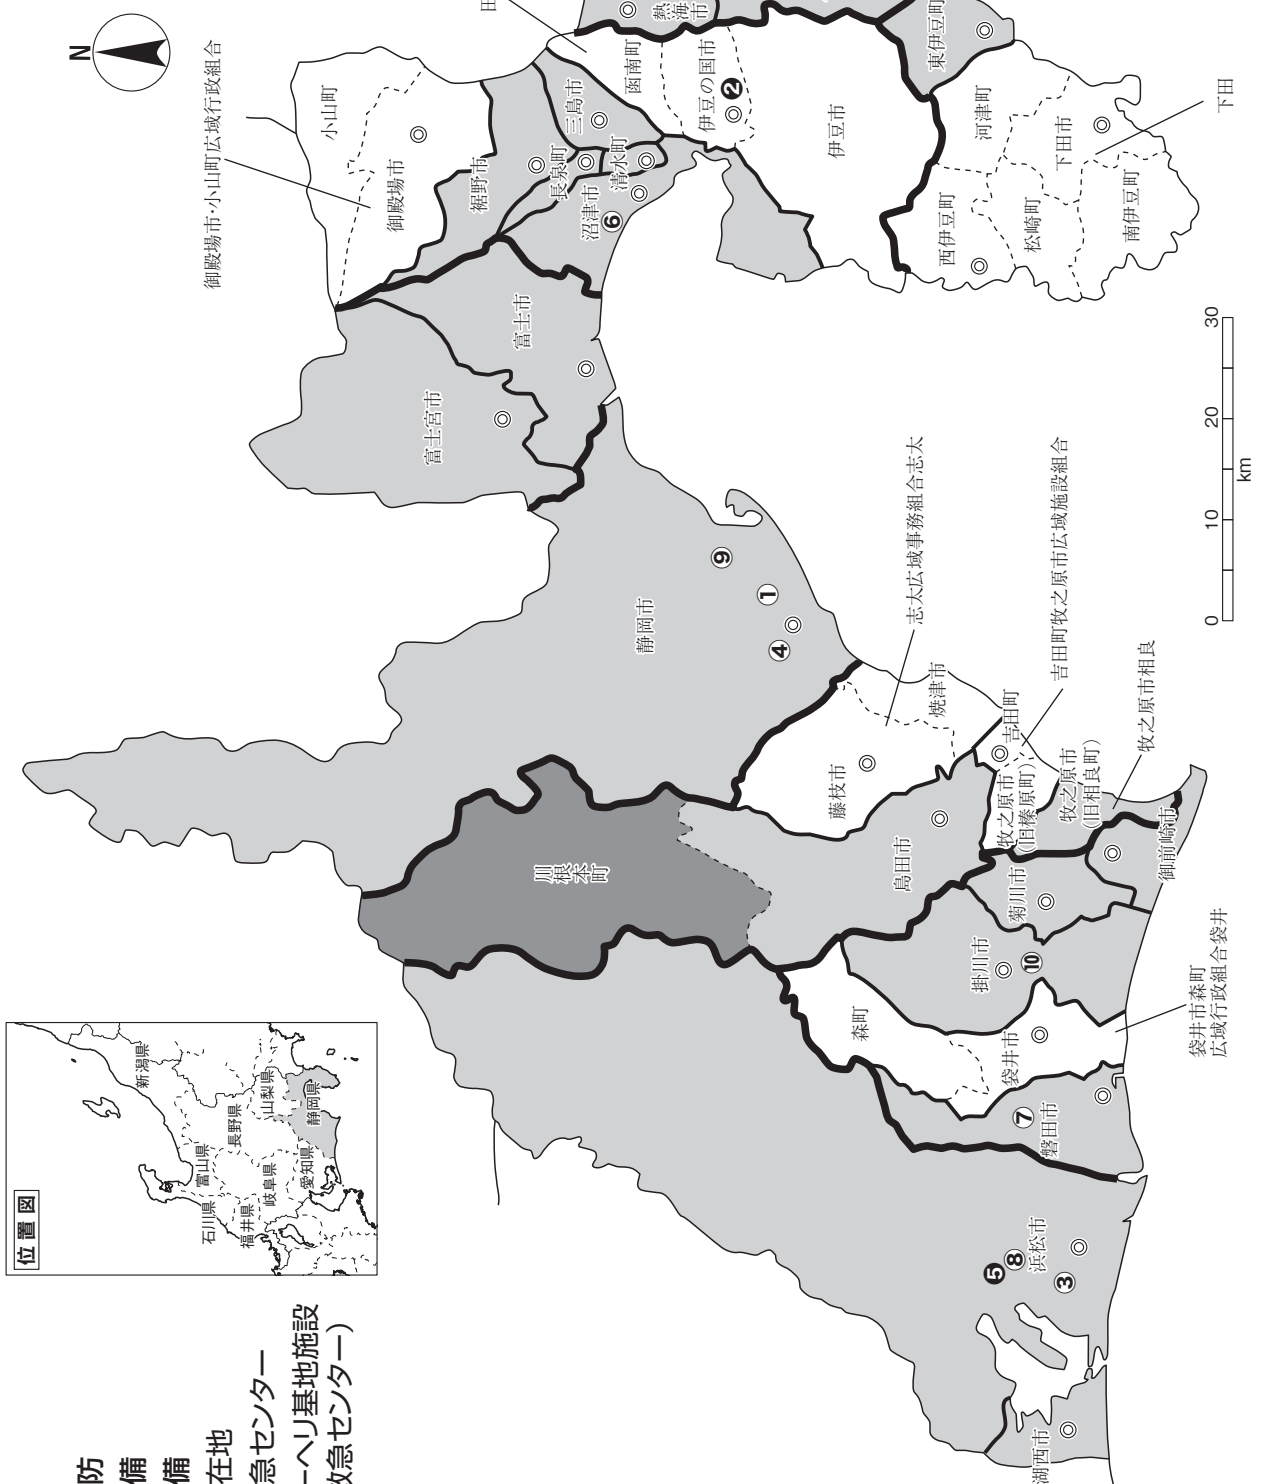 位置図
新潟県
富山県
石川県
福井県
長野県
岐阜県
山梨県
愛知県
静岡県
防
備
備
在地
急センター
ーヘリ基地施設
救急センター)
N
御殿場市・小山町広域行政組合
小山町
御殿場市
裾野市
長泉町
三島市
清水町
沼津市
⑥
田
函南町
熱海市
伊豆の国市
❷
伊豆市
東伊豆町
河津町
下田市
下田
西伊豆町
松崎町
南伊豆町
富士宮市
富士市
静岡市
⑨
①
④
川根本町
志太広域事務組合志太
焼津市
藤枝市
島田市
吉田町
吉田町牧之原市広域施設組合
牧之原市
(旧榛原町)
牧之原市
(旧相良町)
牧之原市相良
御前崎市
菊川市
掛川市
⑩
森町
袋井市
袋井市森町
広域行政組合袋井
磐田市
⑦
浜松市
❺
⑧
③
湖西市
0 10 20 30
km